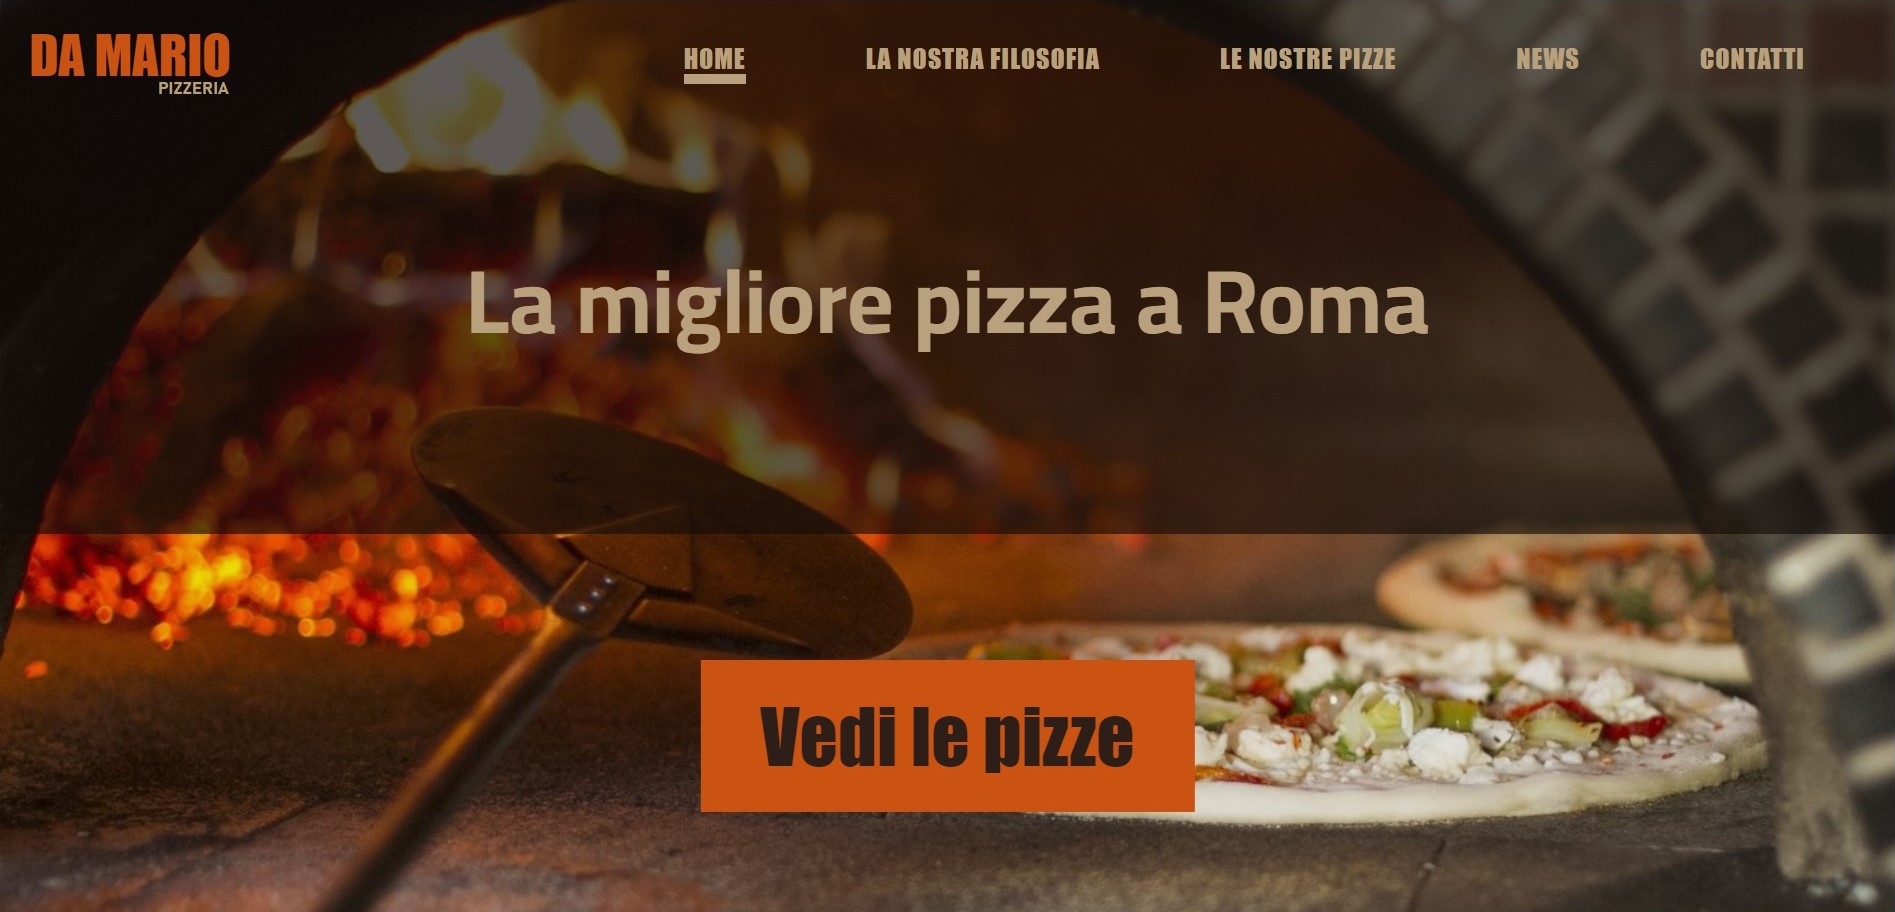 DA MARIO
PIZZERIA
HOME
LA NOSTRA FILOSOFIA
LE NOSTRE PIZZE
NEWS
CONTATTI
La migliore pizza a Roma
Vedi le pizze